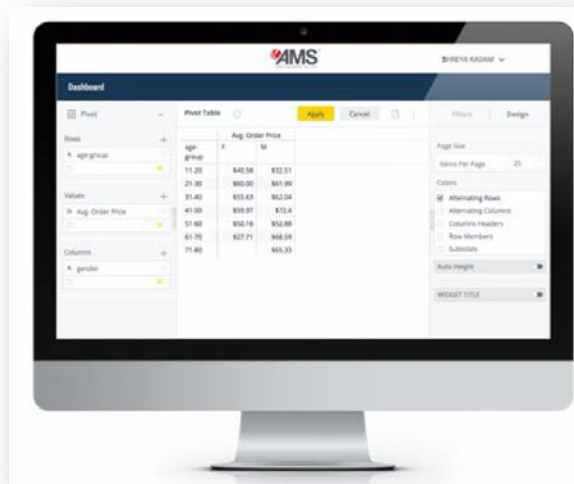 AMS
SHREYA KADAM
Dashboard
Pivot
Pivot Table
Apply
Cancel
Filters
Design
Rows
A age-group
Values
Avg. Order Price
Columns
A gender
Avg. Order Price
age-group F M
11-20 $40.58 $32.51
21-30 $60.00 $61.99
31-40 $55.63 $62.04
41-50 $59.97 $72.4
51-60 $50.16 $52.88
61-70 $27.71 $68.59
71-80 $65.33
Page Size
Items Per Page 25
Colors
Alternating Rows
Alternating Columns
Columns Headers
Row Members
Subtotals
Auto Height
WIDGET TITLE